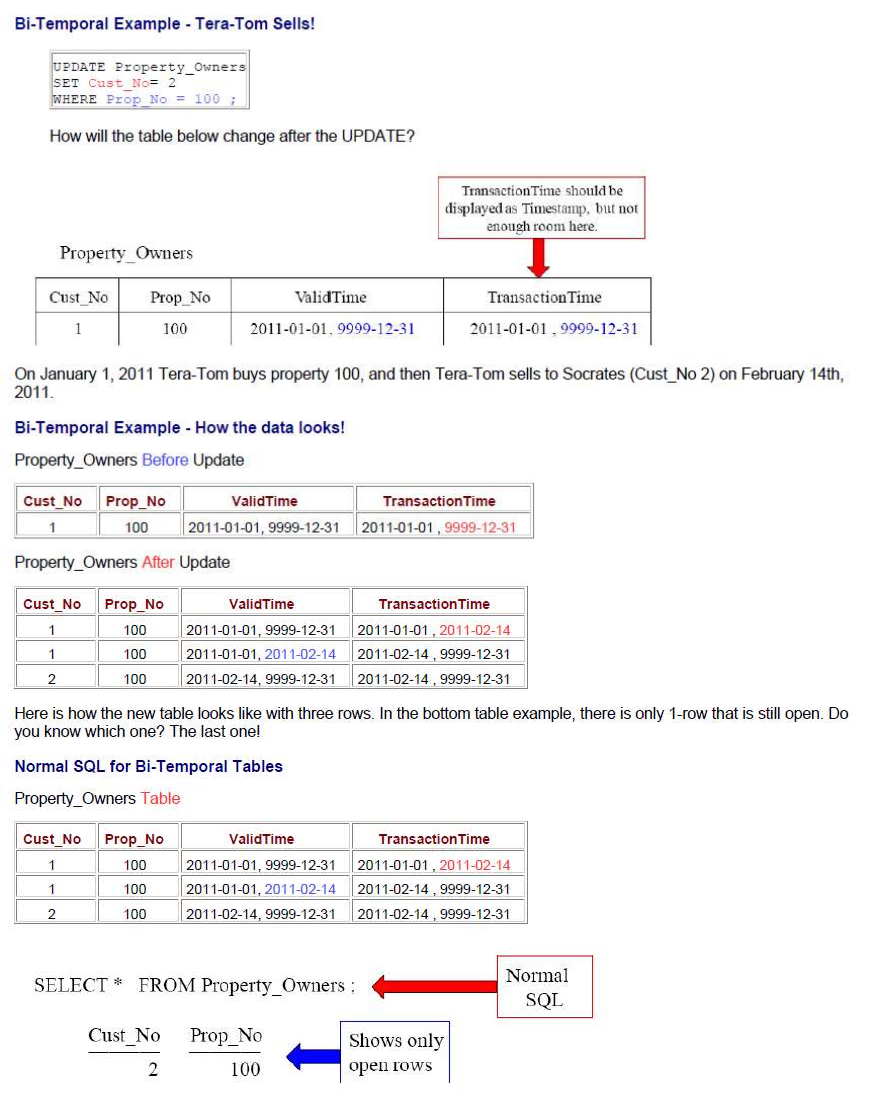 Bi-Temporal Example - Tera-Tom Sells!
UPDATE Property_Owners
SET Cust_No= 2
WHERE Prop_No = 100 ;
How will the table below change after the UPDATE?
TransactionTime should be
displayed as Timestamp, but not
enough room here.
Property_Owners
Cust_No Prop_No ValidTime TransactionTime
1 100 2011-01-01, 9999-12-31 2011-01-01 , 9999-12-31
On January 1, 2011 Tera-Tom buys property 100, and then Tera-Tom sells to Socrates (Cust_No 2) on February 14th,
2011.
Bi-Temporal Example - How the data looks!
Property_Owners Before Update
Cust_No Prop_No ValidTime TransactionTime
1 100 2011-01-01, 9999-12-31 2011-01-01 , 9999-12-31
Property_Owners After Update
Cust_No Prop_No ValidTime TransactionTime
1 100 2011-01-01, 9999-12-31 2011-01-01 , 2011-02-14
1 100 2011-01-01, 2011-02-14 2011-02-14 , 9999-12-31
2 100 2011-02-14, 9999-12-31 2011-02-14 , 9999-12-31
Here is how the new table looks like with three rows. In the bottom table example, there is only 1-row that is still open. Do
you know which one? The last one!
Normal SQL for Bi-Temporal Tables
Property_Owners Table
Cust_No Prop_No ValidTime TransactionTime
1 100 2011-01-01, 9999-12-31 2011-01-01 , 2011-02-14
1 100 2011-01-01, 2011-02-14 2011-02-14 , 9999-12-31
2 100 2011-02-14, 9999-12-31 2011-02-14 , 9999-12-31
SELECT * FROM Property_Owners ;
Normal
SQL
Cust_No Prop_No
2 100
Shows only
open rows